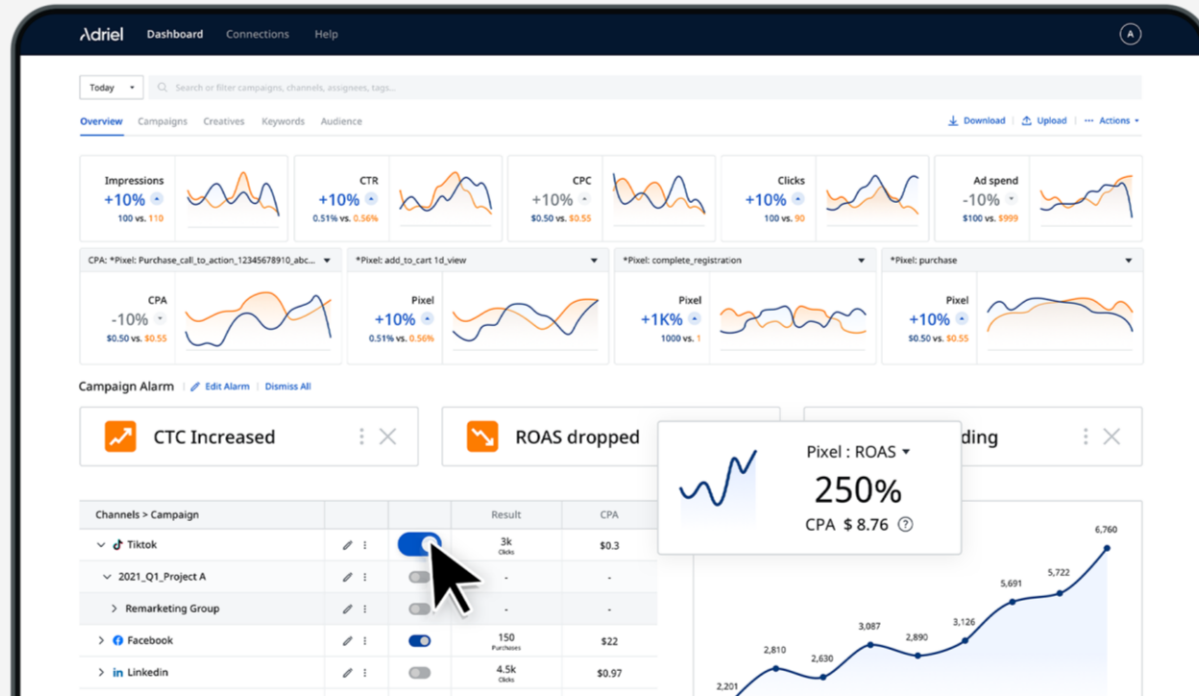 Adriel Dashboard Connections Help A
Today Search or filter campaigns, channels, assignees, tags...
Overview Campaigns Creatives Keywords Audience Download Upload Actions
Impressions
+10%
100 vs. 110
CTR
+10%
0.51% vs. 0.56%
CPC
+10%
$0.50 vs. $0.55
Clicks
+10%
100 vs. 90
Ad spend
-10%
$100 vs. $999
CPA: *Pixel: Purchase_call_to_action_12345678910_abc...
*Pixel: add_to_cart 1d_view
*Pixel: complete_registration
*Pixel: purchase
CPA
-10%
$0.50 vs. $0.55
Pixel
+10%
0.51% vs. 0.56%
Pixel
+1K%
1000 vs. 1
Pixel
+10%
$0.50 vs. $0.55
Campaign Alarm Edit Alarm Dismiss All
CTC Increased
ROAS dropped
ding
Pixel : ROAS
250%
CPA $ 8.76 ?
Channels > Campaign Result CPA
Tiktok 3k $0.3
Clicks
2021_Q1_Project A - -
Remarketing Group - -
Facebook 150 $22
Purchases
Linkedin 4.5k $0.97
Clicks
2,201
2,810
2,630
3,087
2,890
3,126
5,691
5,722
6,760